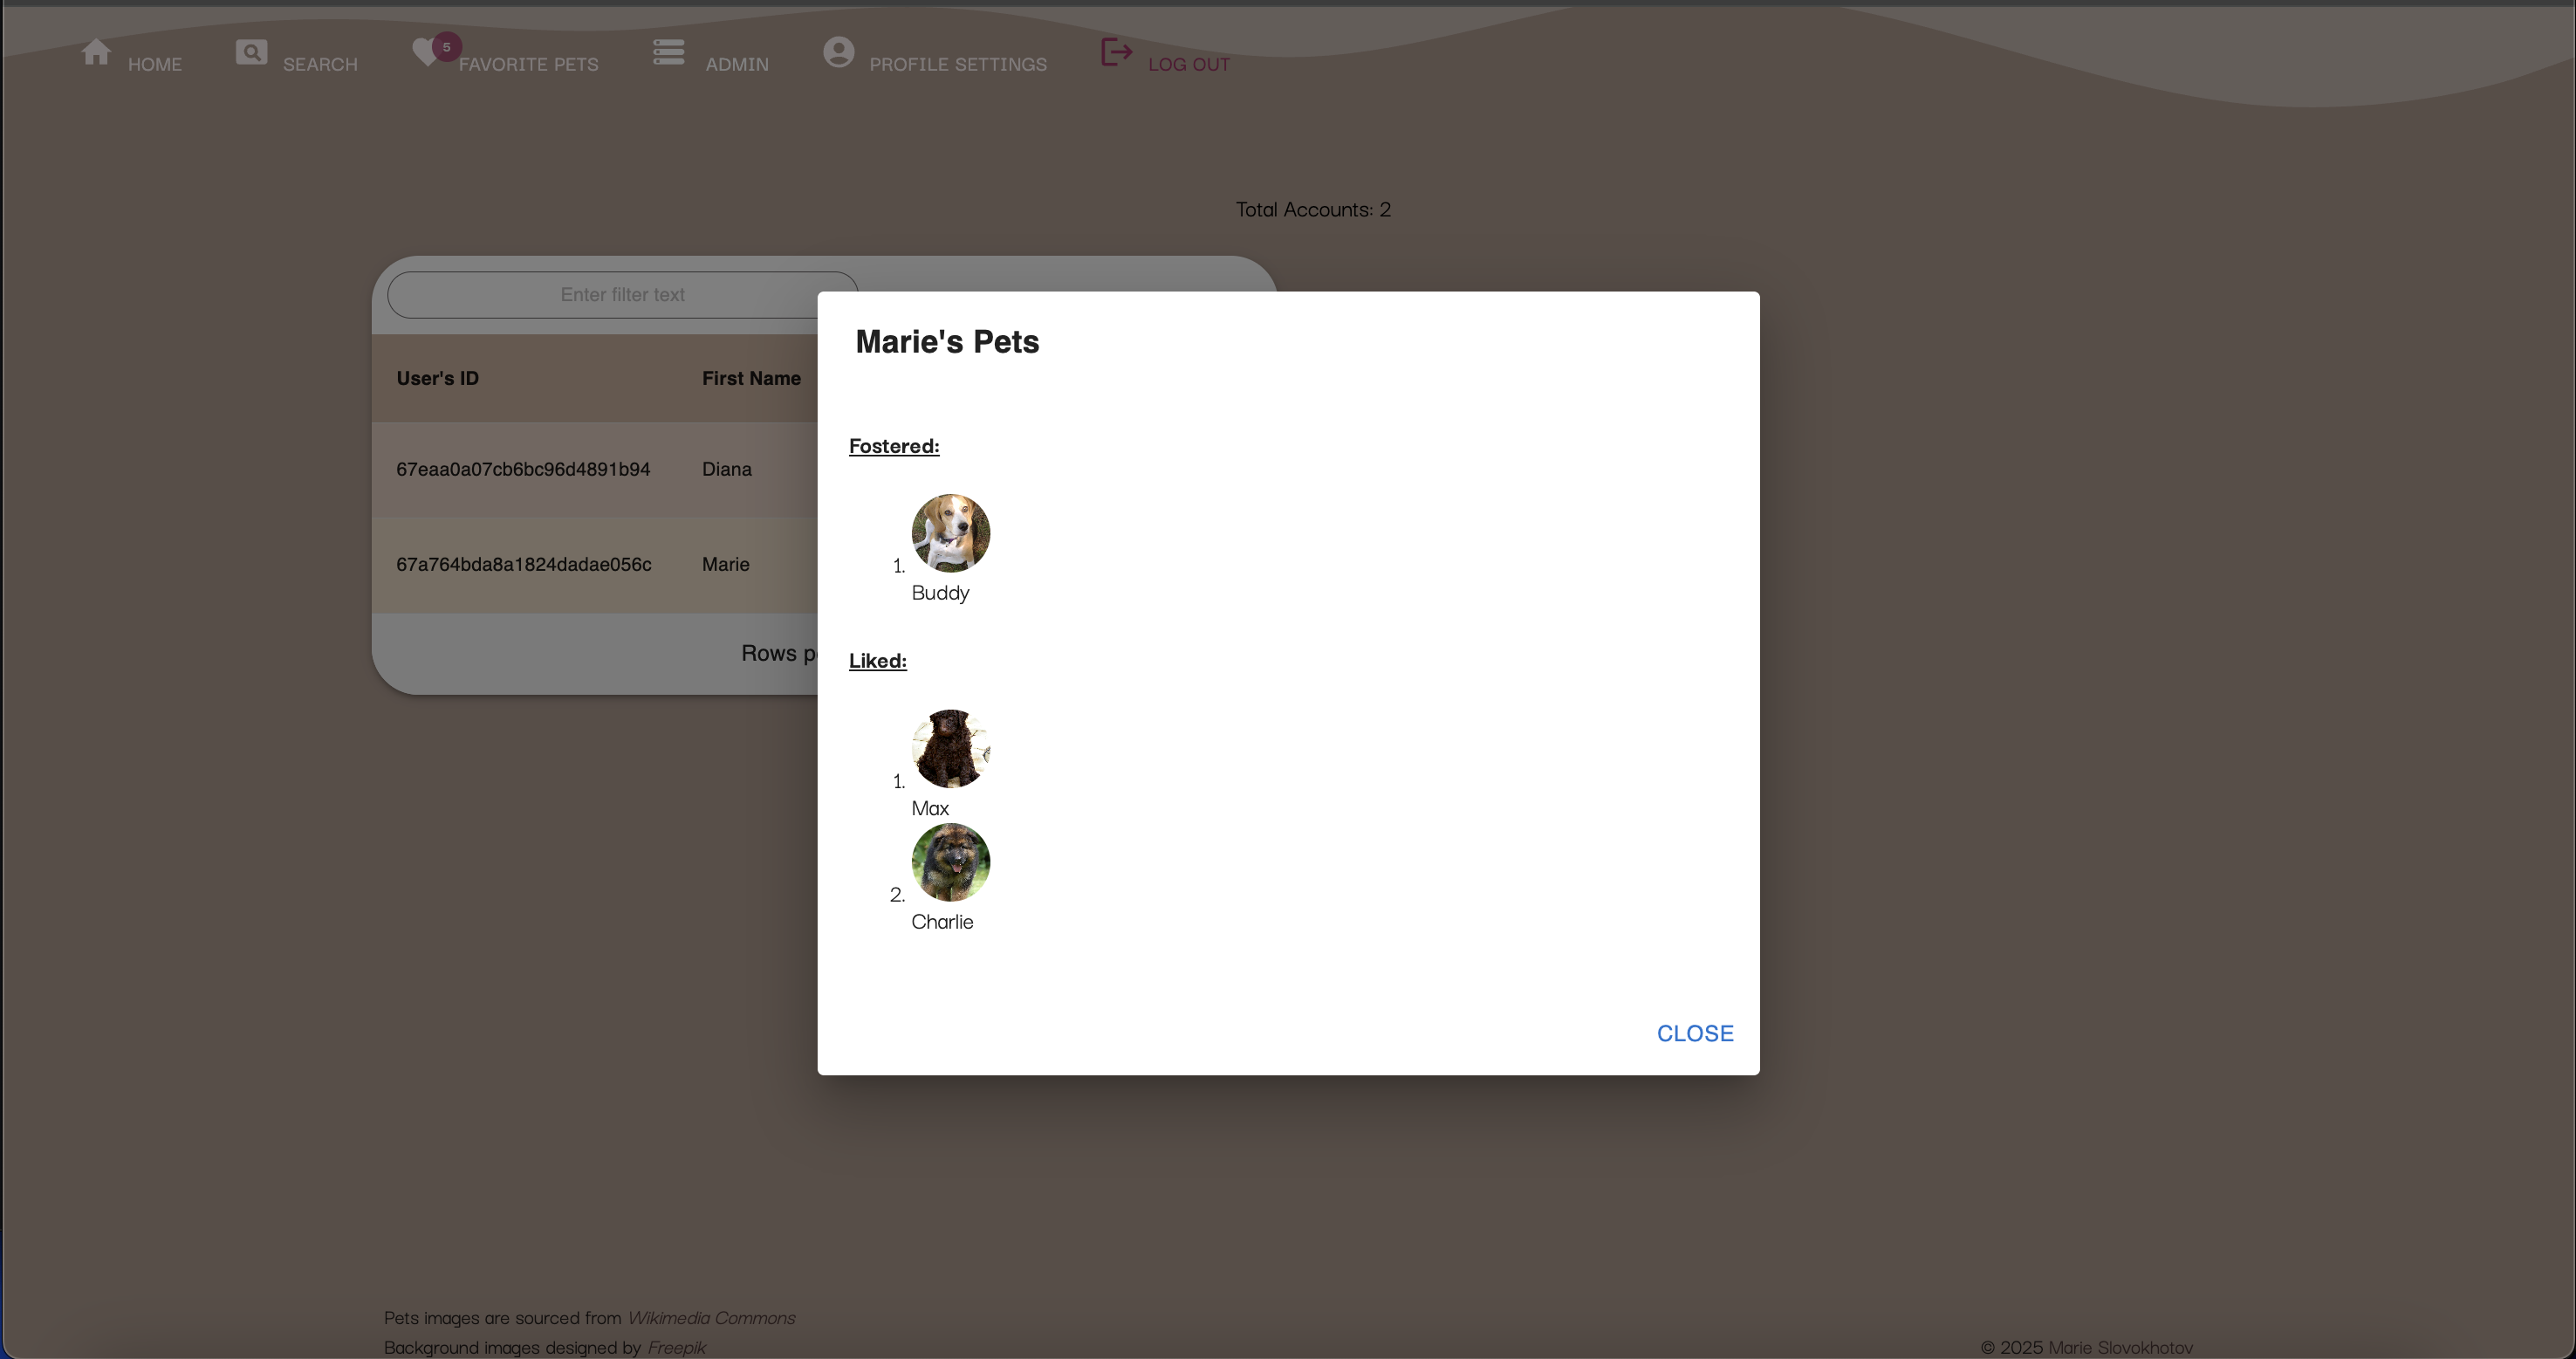 HOME SEARCH 5 FAVORITE PETS ADMIN PROFILE SETTINGS LOG OUT
Total Accounts: 2
Enter filter text
User's ID First Name
67eaa0a07cb6bc96d4891b94 Diana
67a764bda8a1824dadae056c Marie
Rows p
Marie's Pets
Fostered:
1.
Buddy
Liked:
1.
Max
2.
Charlie
CLOSE
Pets images are sourced from Wikimedia Commons
Background images designed by Freepik
© 2025 Marie Slovokhotov